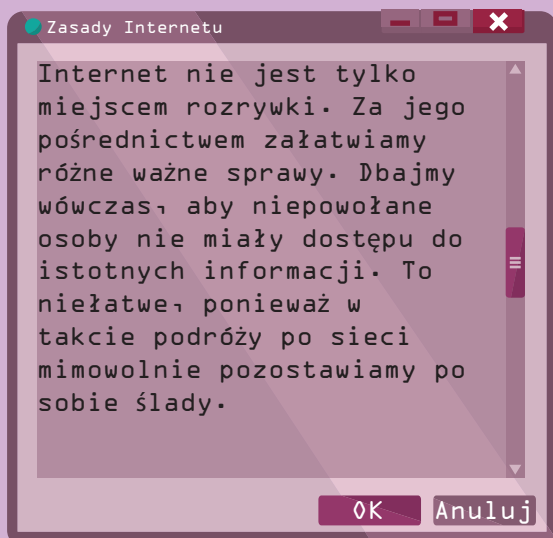 Zasady Internetu
Internet nie jest tylko
miejscem rozrywki. Za jego
pośrednictwem załatwiamy
różne ważne sprawy. Dbajmy
wówczas, aby niepowołane
osoby nie miały dostępu do
istotnych informacji. To
niełatwe, ponieważ w
takcie podróży po sieci
mimowolnie pozostawiamy po
sobie ślady.
OK Anuluj